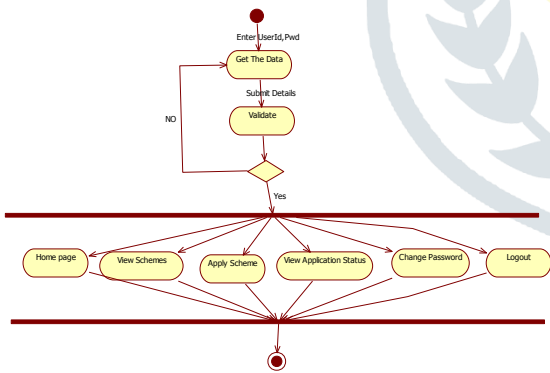 Enter UserId,Pwd
Get The Data
Submit Details
Validate
NO
Yes
Home page
View Schemes
Apply Scheme
View Application Status
Change Password
Logout